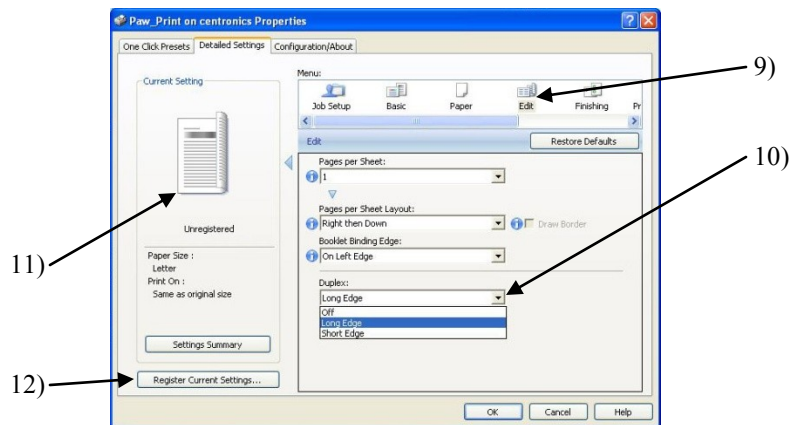 Paw_Print on centronics Properties
One Click Presets Detailed Settings Configuration/About
Current Setting
Menu:
Job Setup Basic Paper Edit Finishing Pr
Edit Restore Defaults
Pages per Sheet:
1
Pages per Sheet Layout:
Right then Down Draw Border
Booklet Binding Edge:
On Left Edge
Duplex:
Long Edge
Off
Long Edge
Short Edge
Unregistered
Paper Size :
Letter
Print On :
Same as original size
Settings Summary
Register Current Settings...
OK Cancel Help
9)
10)
11)
12)